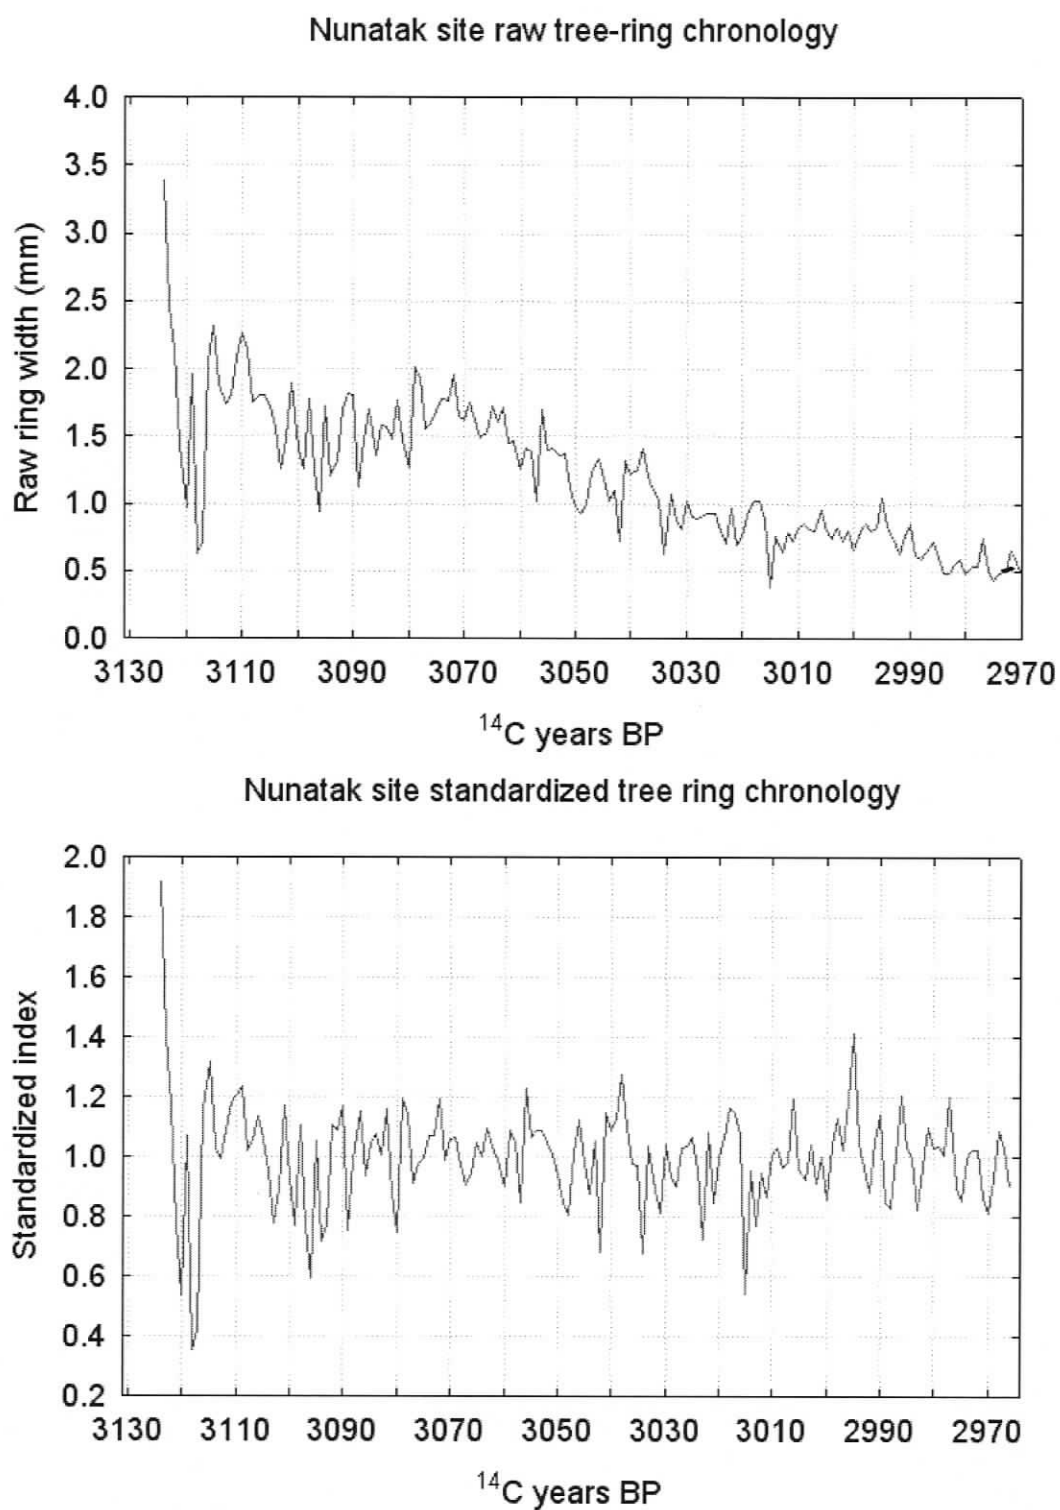 Nunatak site raw tree-ring chronology
4.0
3.5
3.0
2.5
2.0
1.5
1.0
0.5
0.0
Raw ring width (mm)
3130 3110 3090 3070 3050 3030 3010 2990 2970
¹⁴C years BP
Nunatak site standardized tree ring chronology
2.0
1.8
1.6
1.4
1.2
1.0
0.8
0.6
0.4
0.2
Standardized index
3130 3110 3090 3070 3050 3030 3010 2990 2970
¹⁴C years BP